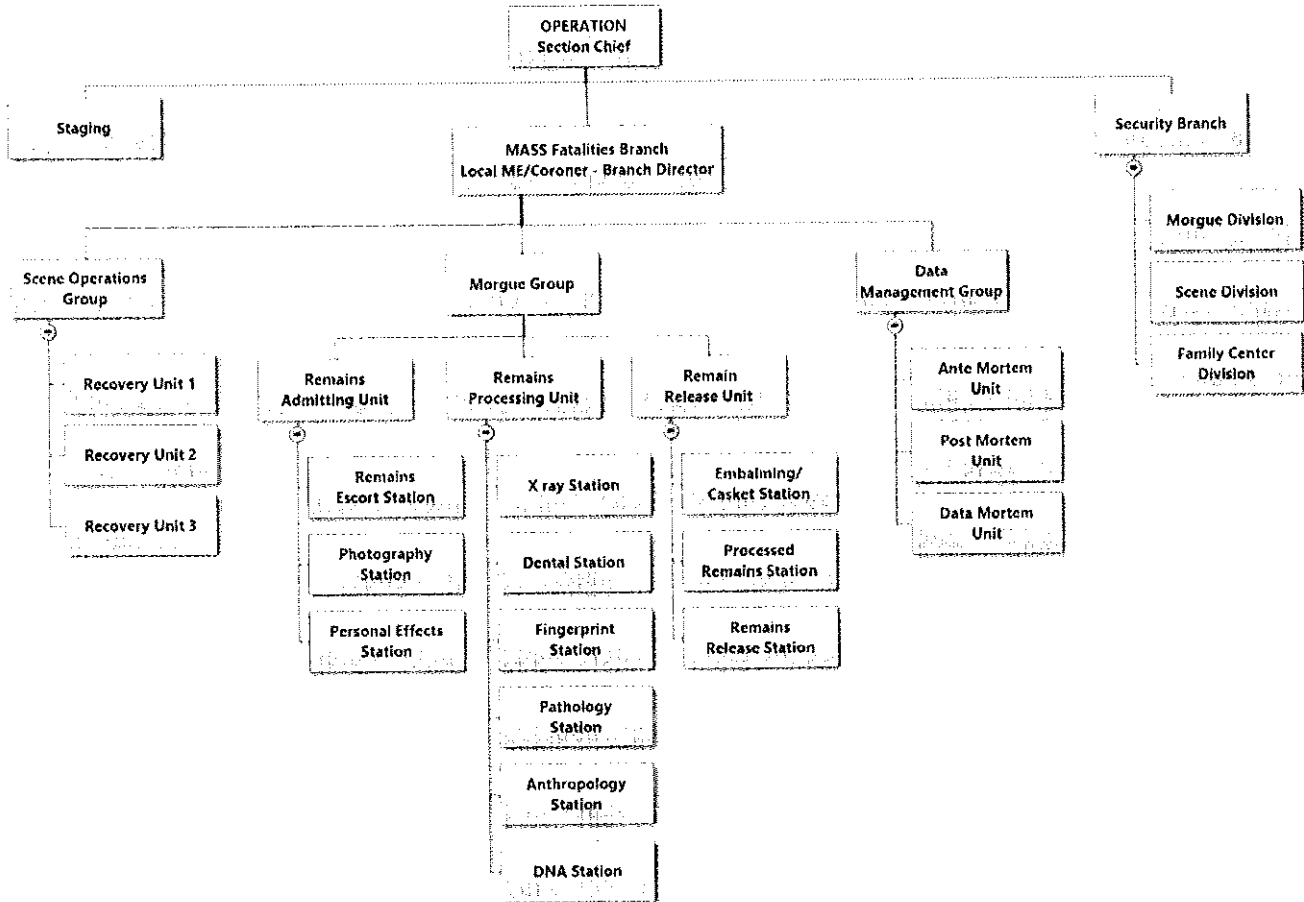 OPERATION
Section Chief
Staging
MASS Fatalities Branch
Local ME/Coroner - Branch Director
Security Branch
Morgue Division
Scene Division
Family Center
Division
Scene Operations
Group
Morgue Group
Data
Management Group
Recovery Unit 1
Recovery Unit 2
Recovery Unit 3
Remains
Admitting Unit
Remains
Processing Unit
Remain
Release Unit
Ante Mortem
Unit
Post Mortem
Unit
Data Mortem
Unit
Remains
Escort Station
Photography
Station
Personal Effects
Station
X ray Station
Dental Station
Fingerprint
Station
Pathology
Station
Anthropology
Station
DNA Station
Embalming/
Casket Station
Processed
Remains Station
Remains
Release Station